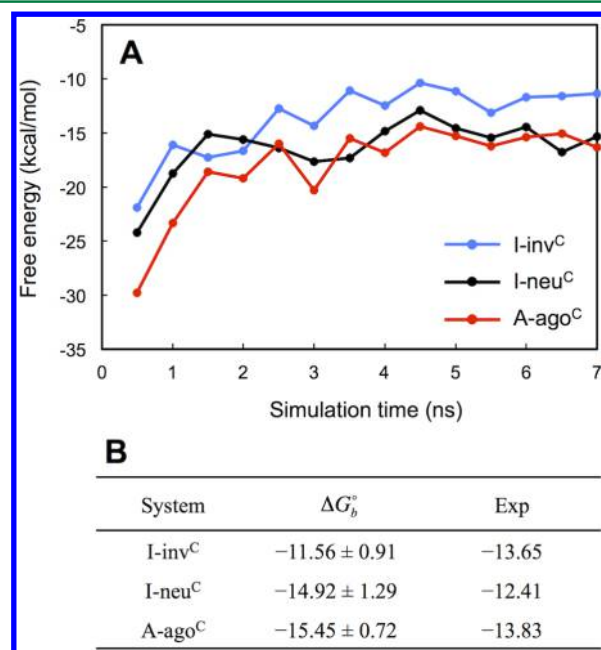 A
Free energy (kcal/mol)
-5
-10
-15
-20
-25
-30
-35
I-inv^C
I-neu^C
A-ago^C
0 1 2 3 4 5 6 7
Simulation time (ns)
B
System ΔG°_b Exp
I-inv^C −11.56 ± 0.91 −13.65
I-neu^C −14.92 ± 1.29 −12.41
A-ago^C −15.45 ± 0.72 −13.83